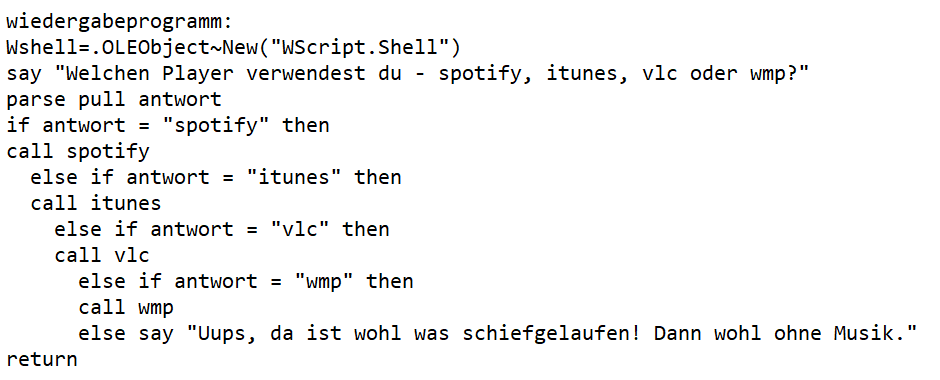 wiedergabeprogramm:
Wshell=.OLEObject~New("WScript.Shell")
say "Welchen Player verwendest du - spotify, itunes, vlc oder wmp?"
parse pull antwort
if antwort = "spotify" then
call spotify
  else if antwort = "itunes" then
  call itunes
    else if antwort = "vlc" then
    call vlc
      else if antwort = "wmp" then
      call wmp
      else say "Uups, da ist wohl was schiefgelaufen! Dann wohl ohne Musik."
return